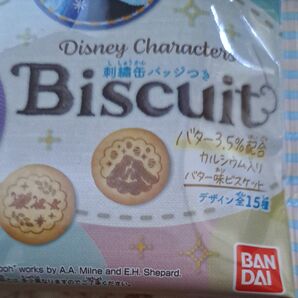 Disney Characters
刺繍缶バッジつき
ししゅうかん
Biscuit
バター3.5%配合
カルシウム入り
バター味ビスケット
デザイン全15種
BAN
DAI
works by A.A. Milne and E.H. Shepard.